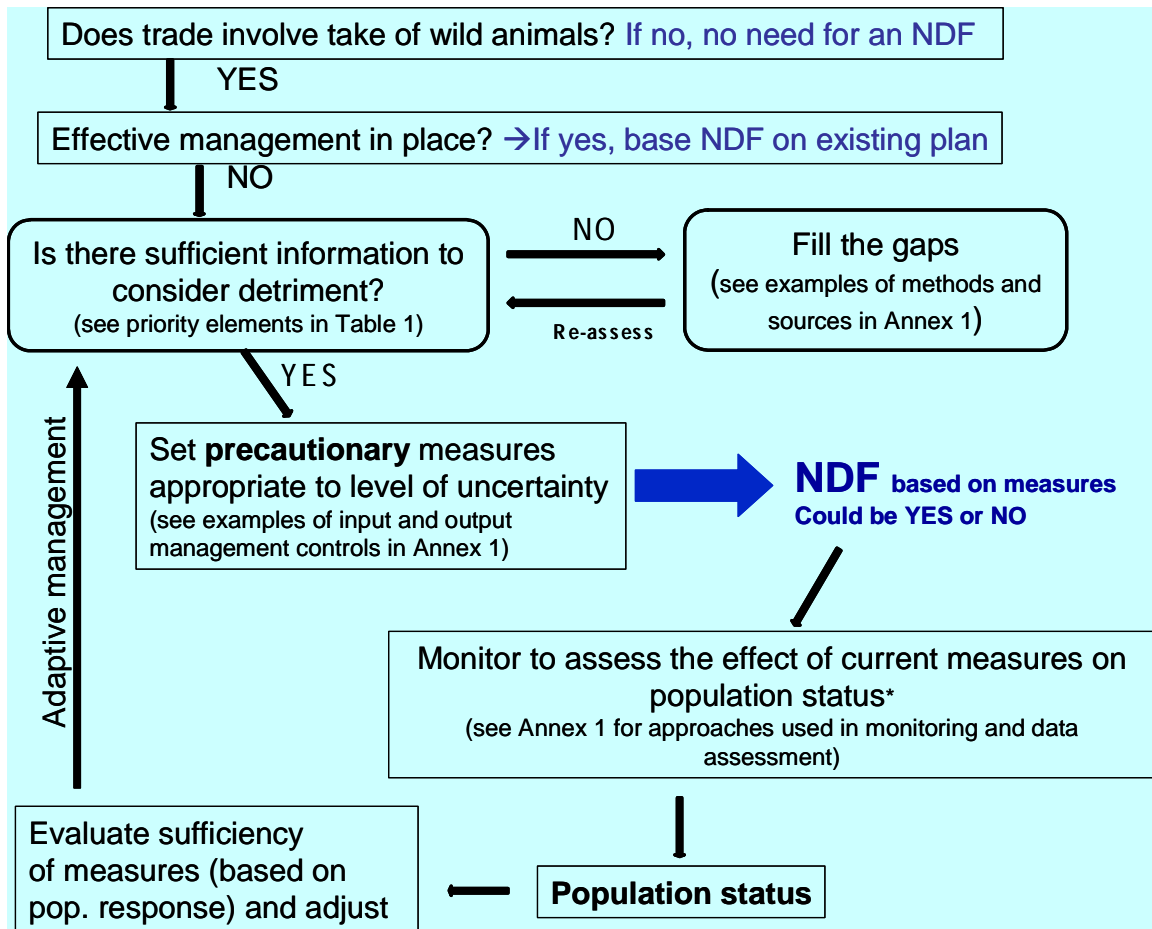 Does trade involve take of wild animals? If no, no need for an NDF
YES
Effective management in place? →If yes, base NDF on existing plan
NO
Is there sufficient information to
consider detriment?
(see priority elements in Table 1)
NO
Re-assess
Fill the gaps
(see examples of methods and
sources in Annex 1)
YES
Set precautionary measures
appropriate to level of uncertainty
(see examples of input and output
management controls in Annex 1)
NDF based on measures
Could be YES or NO
Adaptive management
Monitor to assess the effect of current measures on
population status*
(see Annex 1 for approaches used in monitoring and data
assessment)
Population status
Evaluate sufficiency
of measures (based on
pop. response) and adjust